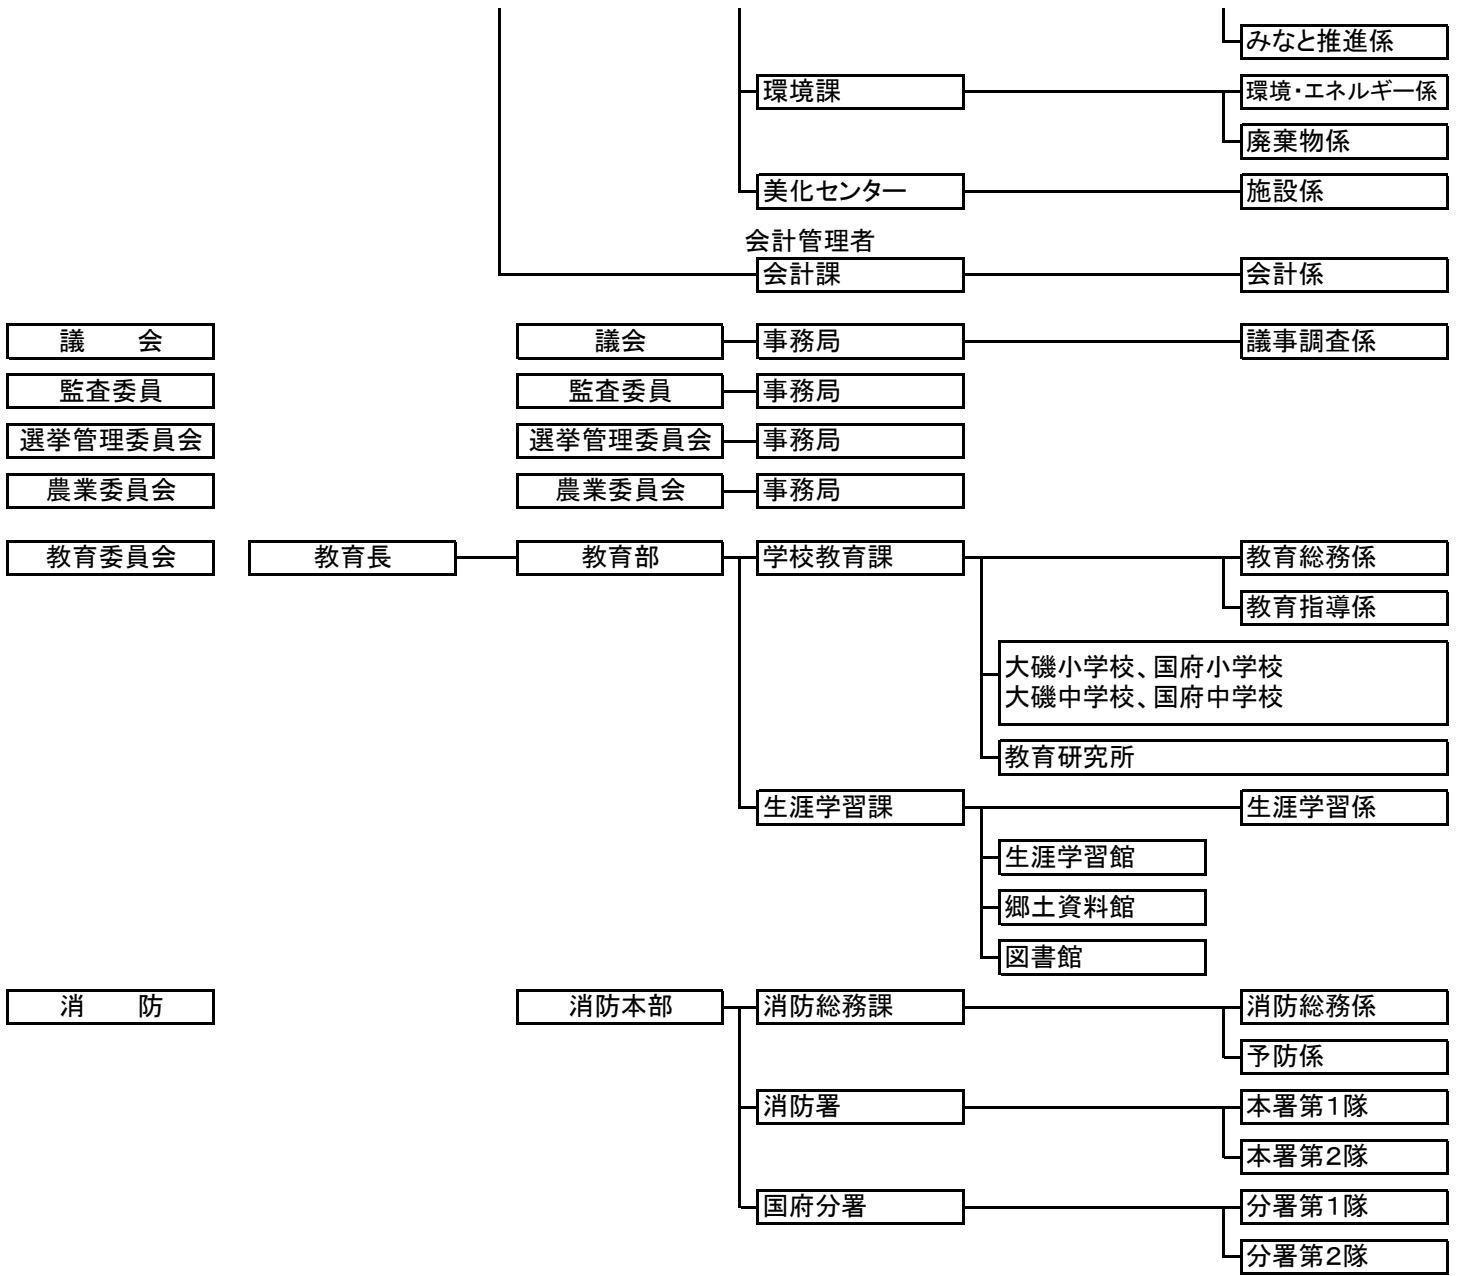 みなと推進係
環境課
環境・エネルギー係
廃棄物係
美化センター
施設係
会計管理者
会計課
会計係
議　会
議会
事務局
議事調査係
監査委員
監査委員
事務局
選挙管理委員会
選挙管理委員会
事務局
農業委員会
農業委員会
事務局
教育委員会
教育長
教育部
学校教育課
教育総務係
教育指導係
大磯小学校、国府小学校
大磯中学校、国府中学校
教育研究所
生涯学習課
生涯学習係
生涯学習館
郷土資料館
図書館
消　防
消防本部
消防総務課
消防総務係
予防係
消防署
本署第１隊
本署第２隊
国府分署
分署第１隊
分署第２隊